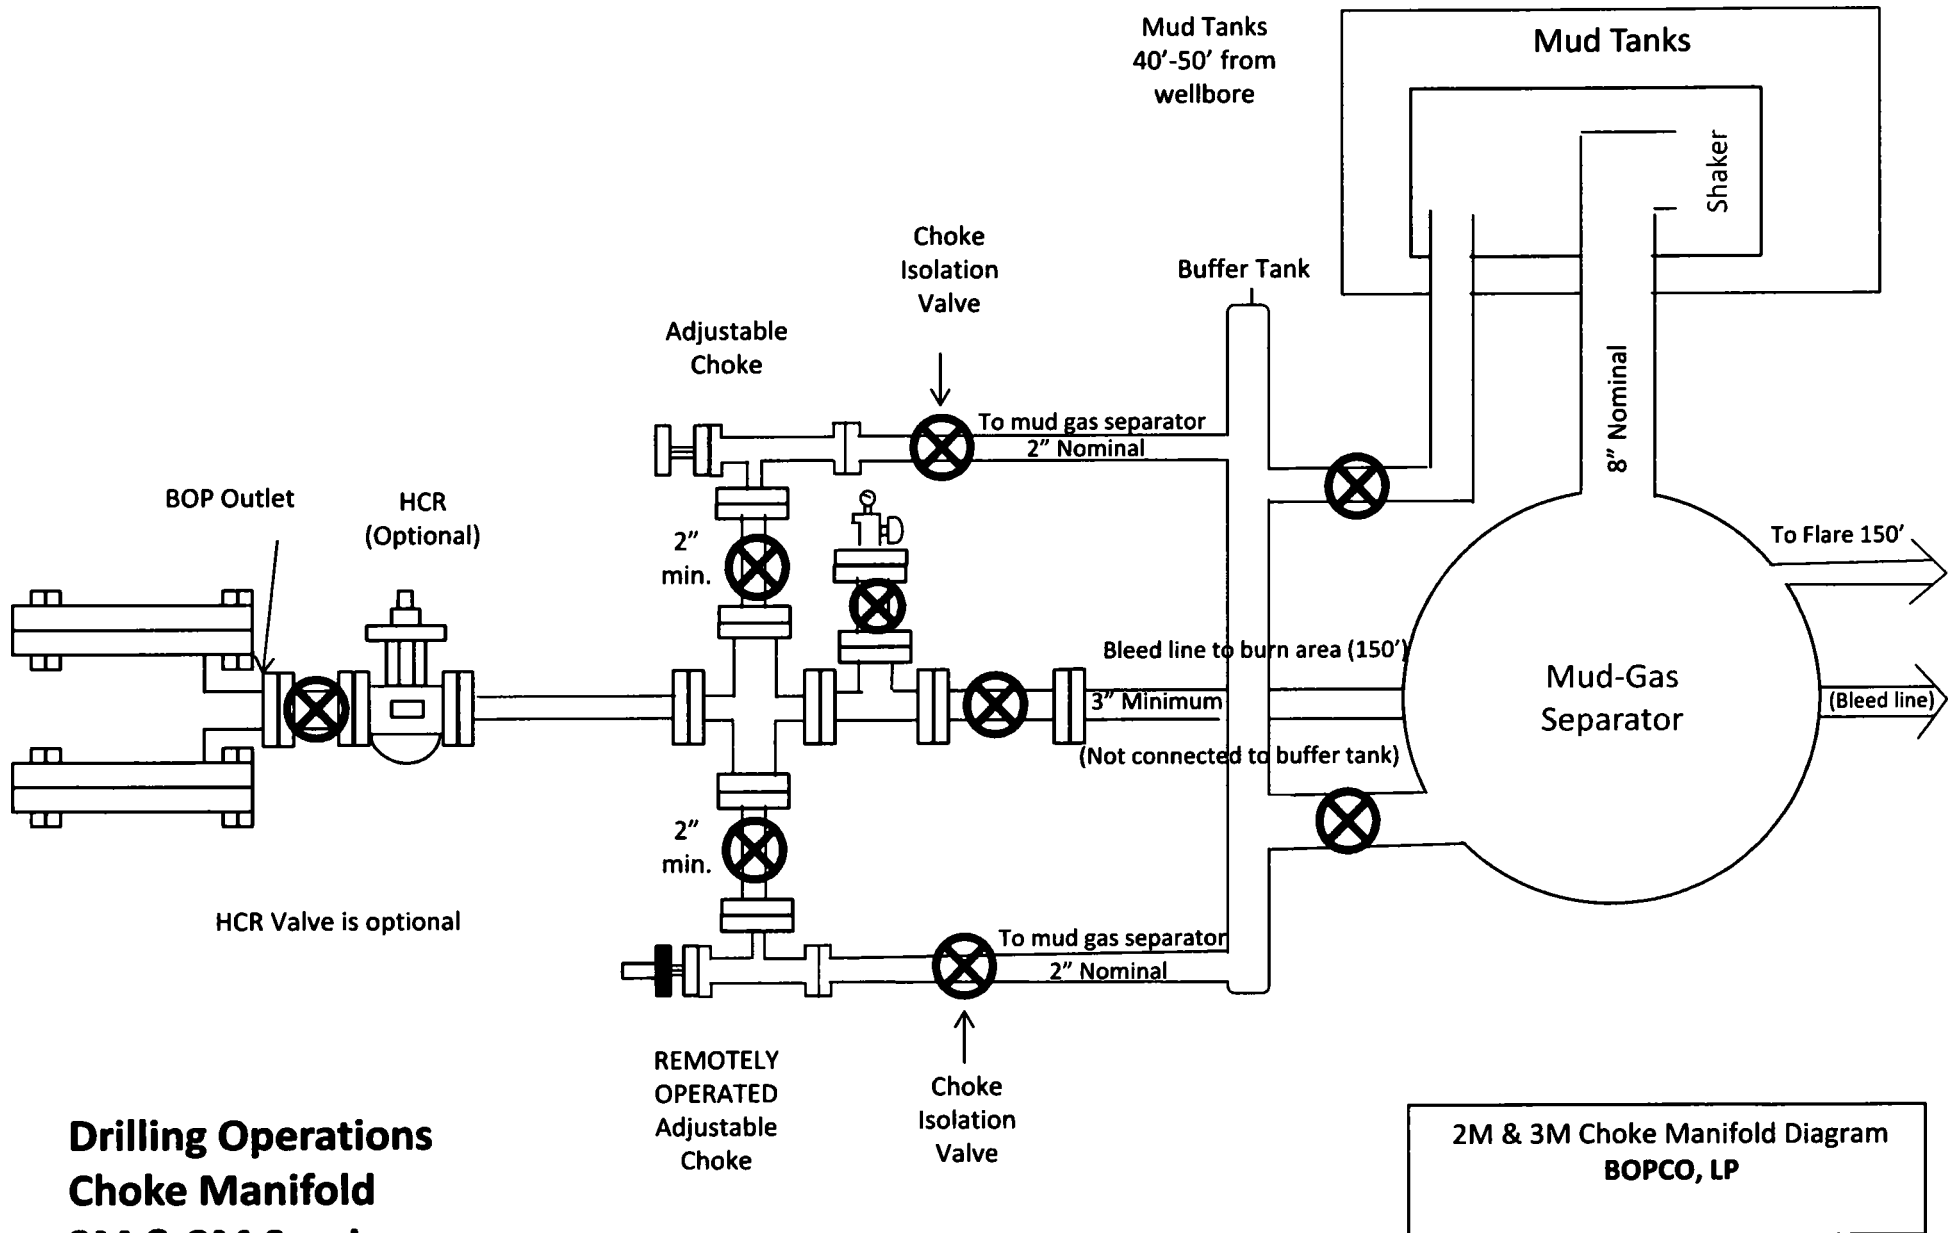 Mud Tanks
40’-50’ from
wellbore
Mud Tanks
Shaker
Choke
Isolation
Valve
Buffer Tank
Adjustable
Choke
To mud gas separator
2” Nominal
8” Nominal
BOP Outlet
HCR
(Optional)
2”
min.
To Flare 150’
Bleed line to burn area (150’)
3” Minimum
(Not connected to buffer tank)
Mud-Gas
Separator
(Bleed line)
2”
min.
HCR Valve is optional
To mud gas separator
2” Nominal
REMOTELY
OPERATED
Adjustable
Choke
Choke
Isolation
Valve
Drilling Operations
Choke Manifold
2M & 3M Choke Manifold Diagram
BOPCO, LP